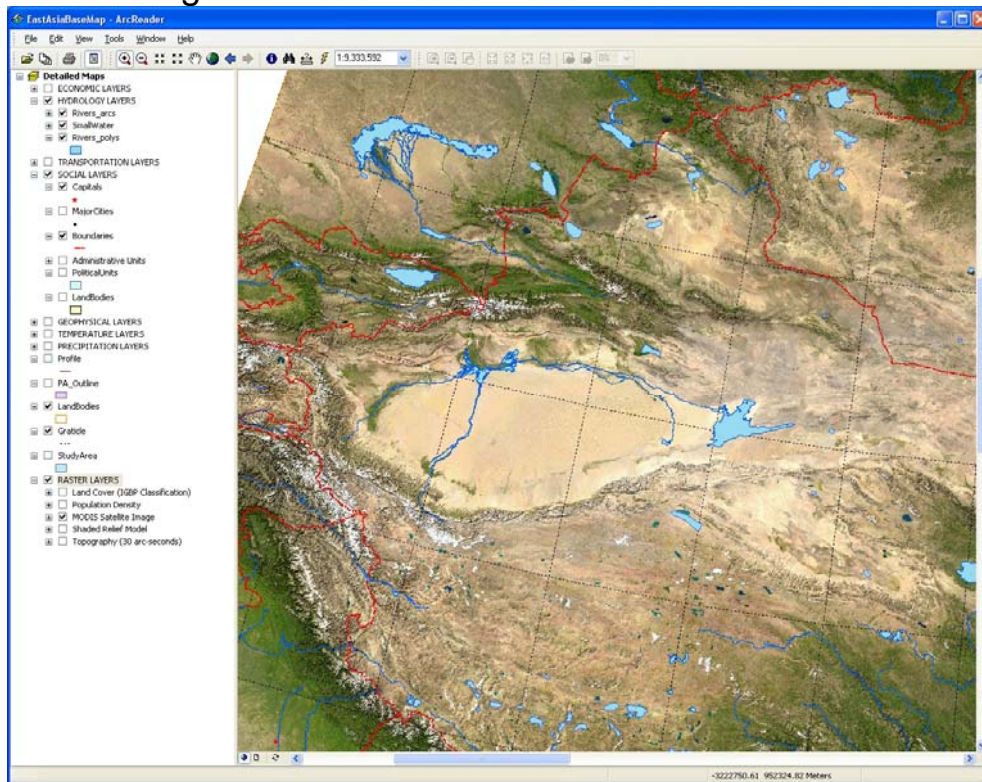 EastAsiaBaseMap - ArcReader
File Edit View Tools Window Help
1:9,333,592
0%
Detailed Maps
ECONOMIC LAYERS
HYDROLOGY LAYERS
Rivers_arcs
SmallWater
Rivers_polys
TRANSPORTATION LAYERS
SOCIAL LAYERS
Capitals
MajorCities
Boundaries
Administrative Units
PoliticalUnits
LandBodies
GEOPHYSICAL LAYERS
TEMPERATURE LAYERS
PRECIPITATION LAYERS
Profile
PA_Outline
LandBodies
Graticle
StudyArea
RASTER LAYERS
Land Cover (IGBP Classification)
Population Density
MODIS Satellite Image
Shaded Relief Model
Topography (30 arc-seconds)
-3222750.61 952324.82 Meters